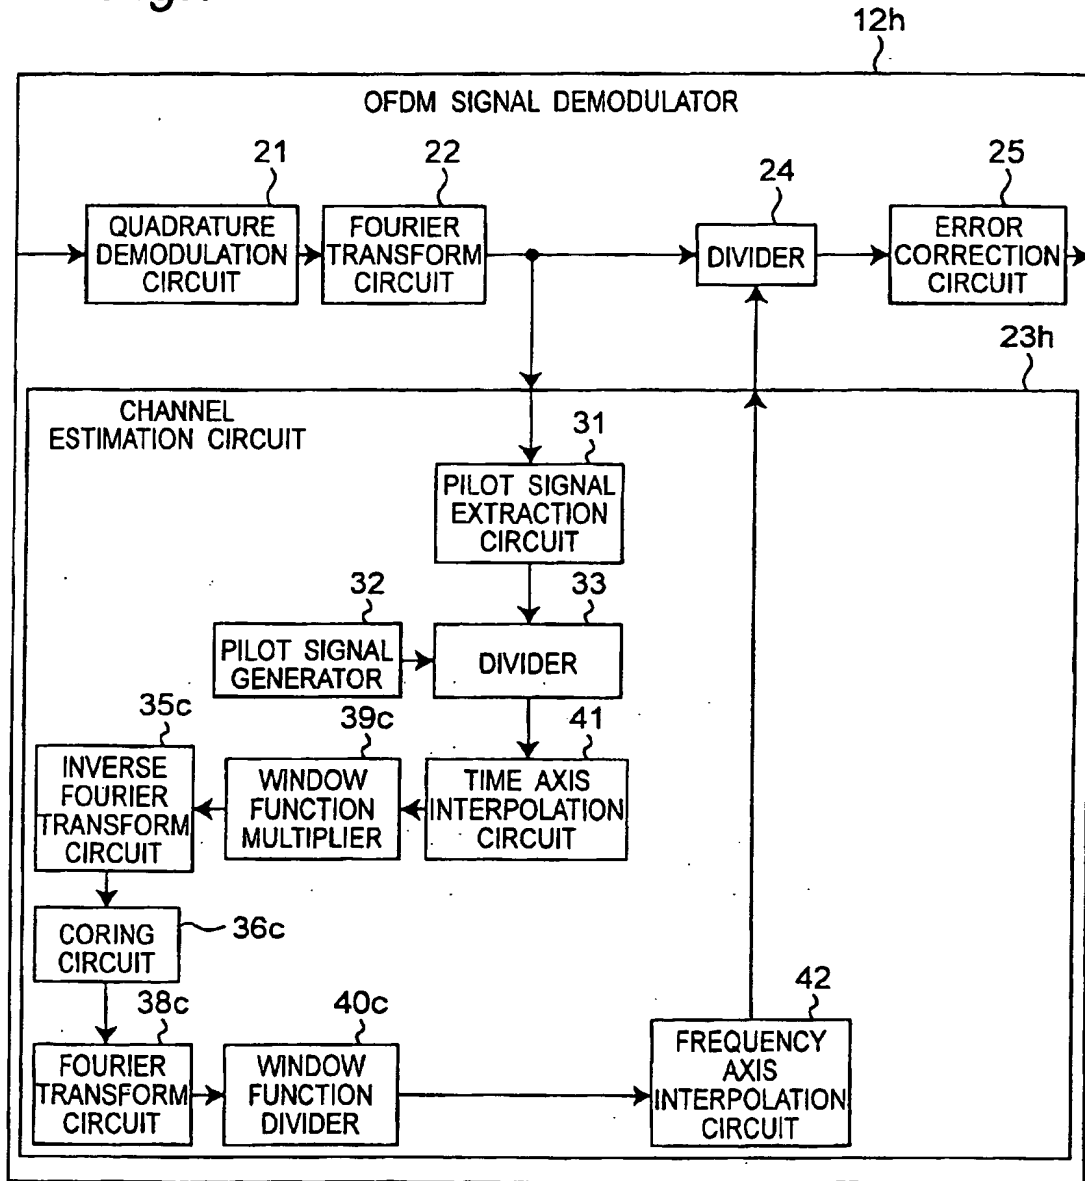 12h
OFDM SIGNAL DEMODULATOR
21
22
24
25
QUADRATURE
DEMODULATION
CIRCUIT
FOURIER
TRANSFORM
CIRCUIT
DIVIDER
ERROR
CORRECTION
CIRCUIT
23h
CHANNEL
ESTIMATION CIRCUIT
31
PILOT SIGNAL
EXTRACTION
CIRCUIT
32
33
PILOT SIGNAL
GENERATOR
DIVIDER
35c
39c
41
INVERSE
FOURIER
TRANSFORM
CIRCUIT
WINDOW
FUNCTION
MULTIPLIER
TIME AXIS
INTERPOLATION
CIRCUIT
CORING
CIRCUIT
36c
38c
40c
42
FOURIER
TRANSFORM
CIRCUIT
WINDOW
FUNCTION
DIVIDER
FREQUENCY
AXIS
INTERPOLATION
CIRCUIT